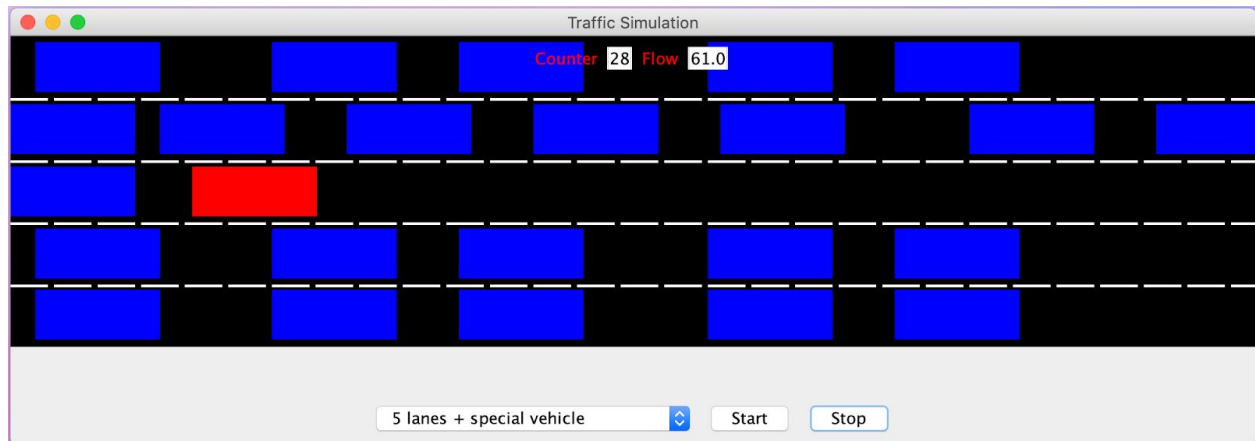 Traffic Simulation
Counter 28 Flow 61.0
5 lanes + special vehicle Start Stop